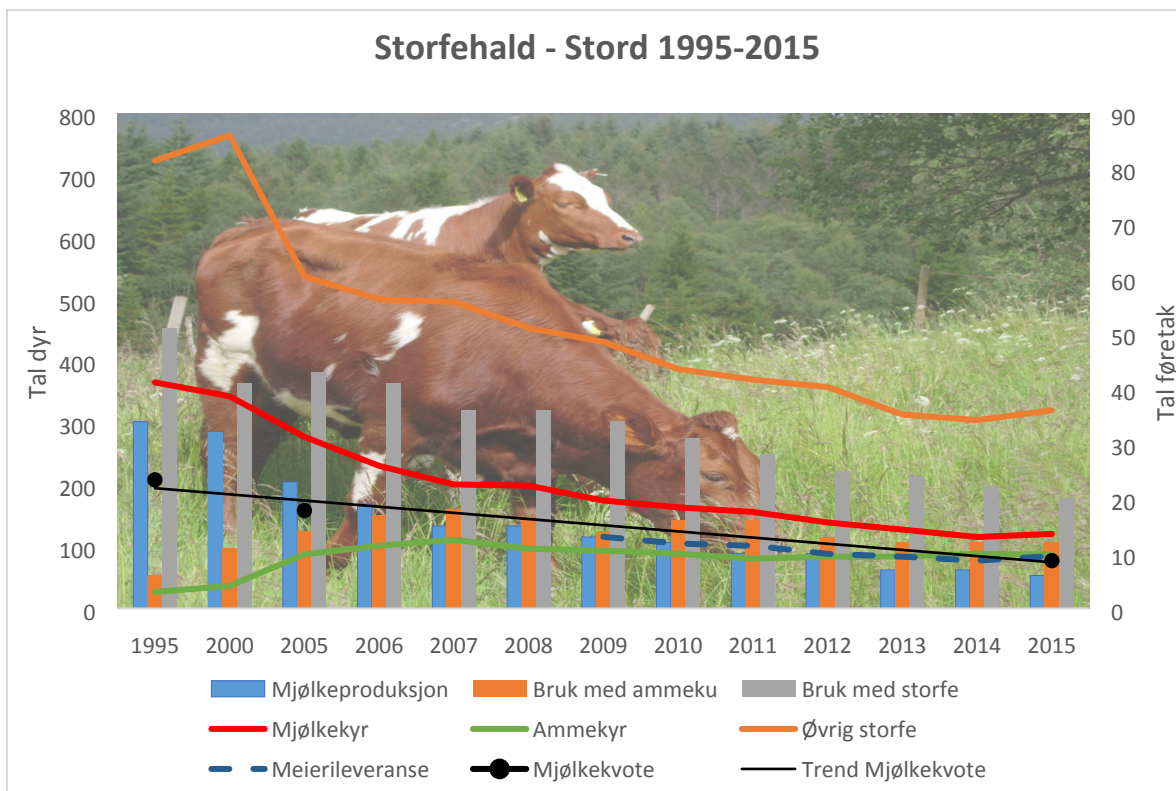 Storfehald - Stord 1995-2015
800
700
600
500
400
300
200
100
0
Tal dyr
90
80
70
60
50
40
30
20
10
0
Tal føretak
1995 2000 2005 2006 2007 2008 2009 2010 2011 2012 2013 2014 2015
Mjølkeproduksjon Bruk med ammeku Bruk med storfe
Mjølkekyr Ammekyr Øvrig storfe
Meierileveranse Mjølkekvote Trend Mjølkekvote